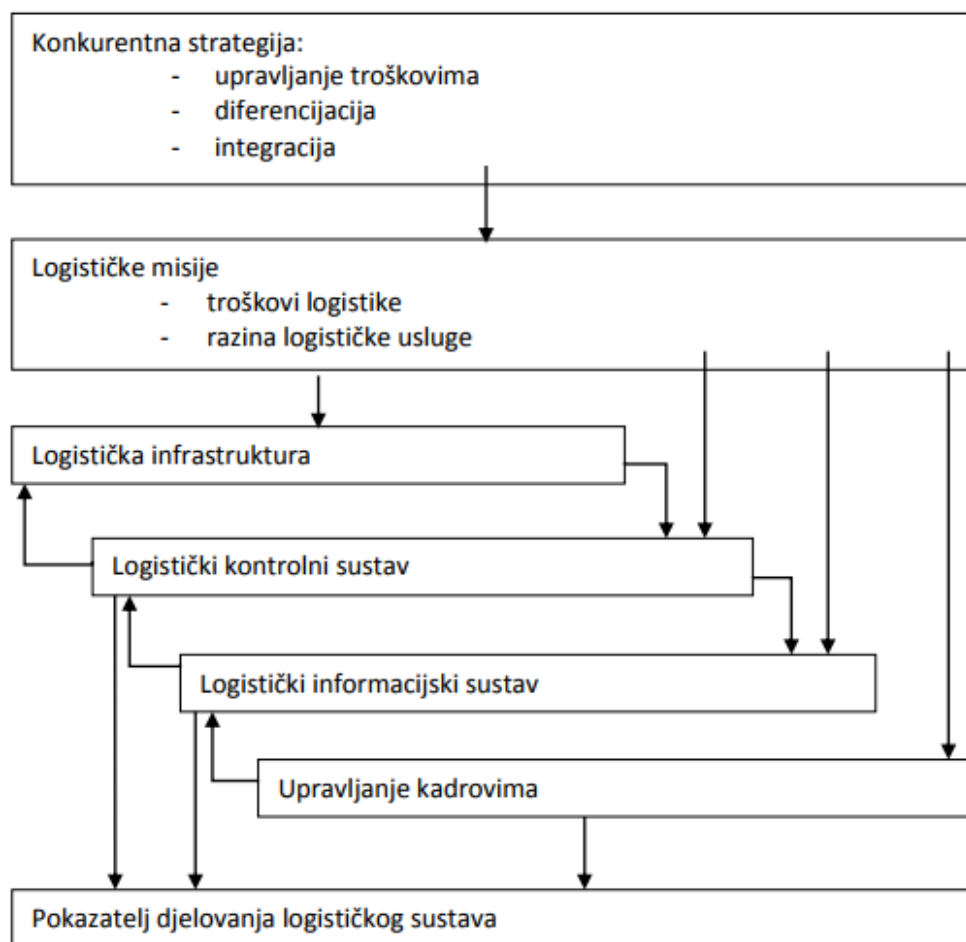 Konkurentna strategija:
- upravljanje troškovima
- diferencijacija
- integracija
Logističke misije
- troškovi logistike
- razina logističke usluge
Logistička infrastruktura
Logistički kontrolni sustav
Logistički informacijski sustav
Upravljanje kadrovima
Pokazatelj djelovanja logističkog sustava